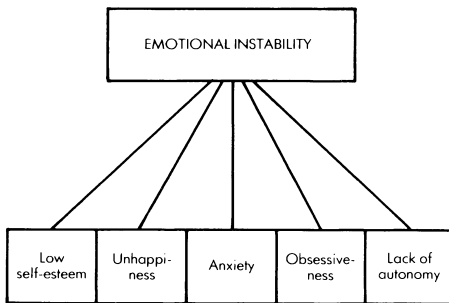 EMOTIONAL INSTABILITY
Low
self-esteem
Unhappi-
ness
Anxiety
Obsessive-
ness
Lack of
autonomy